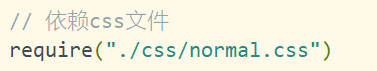 // 依赖css文件
require("./css/normal.css")